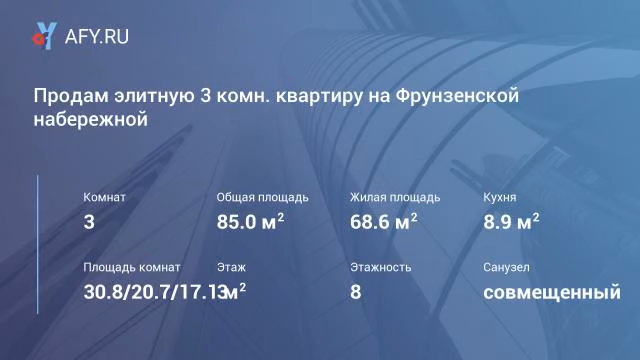 AFY.RU
Продам элитную 3 комн. квартиру на Фрунзенской
набережной
Комнат Общая площадь Жилая площадь Кухня
3 85.0 м² 68.6 м² 8.9 м²
Площадь комнат Этаж Этажность Санузел
30.8/20.7/17.1 м² 8 совмещенный